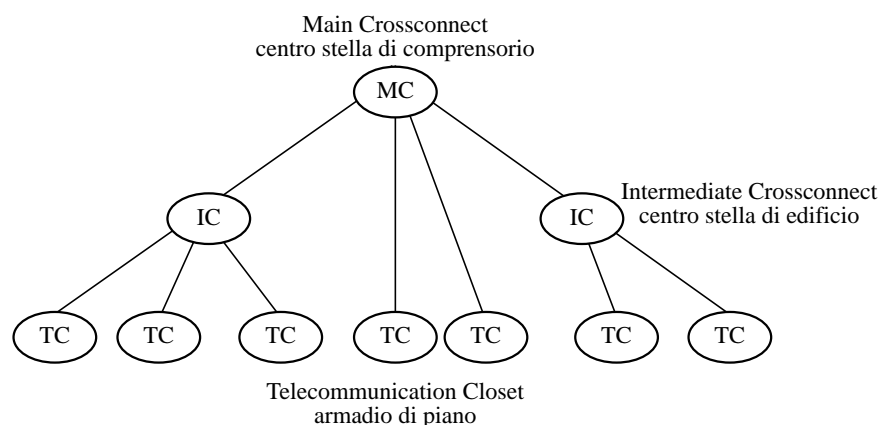 Main Crossconnect
centro stella di comprensorio
MC
Intermediate Crossconnect
centro stella di edificio
IC
IC
TC
TC
TC
TC
TC
TC
TC
Telecommunication Closet
armadio di piano